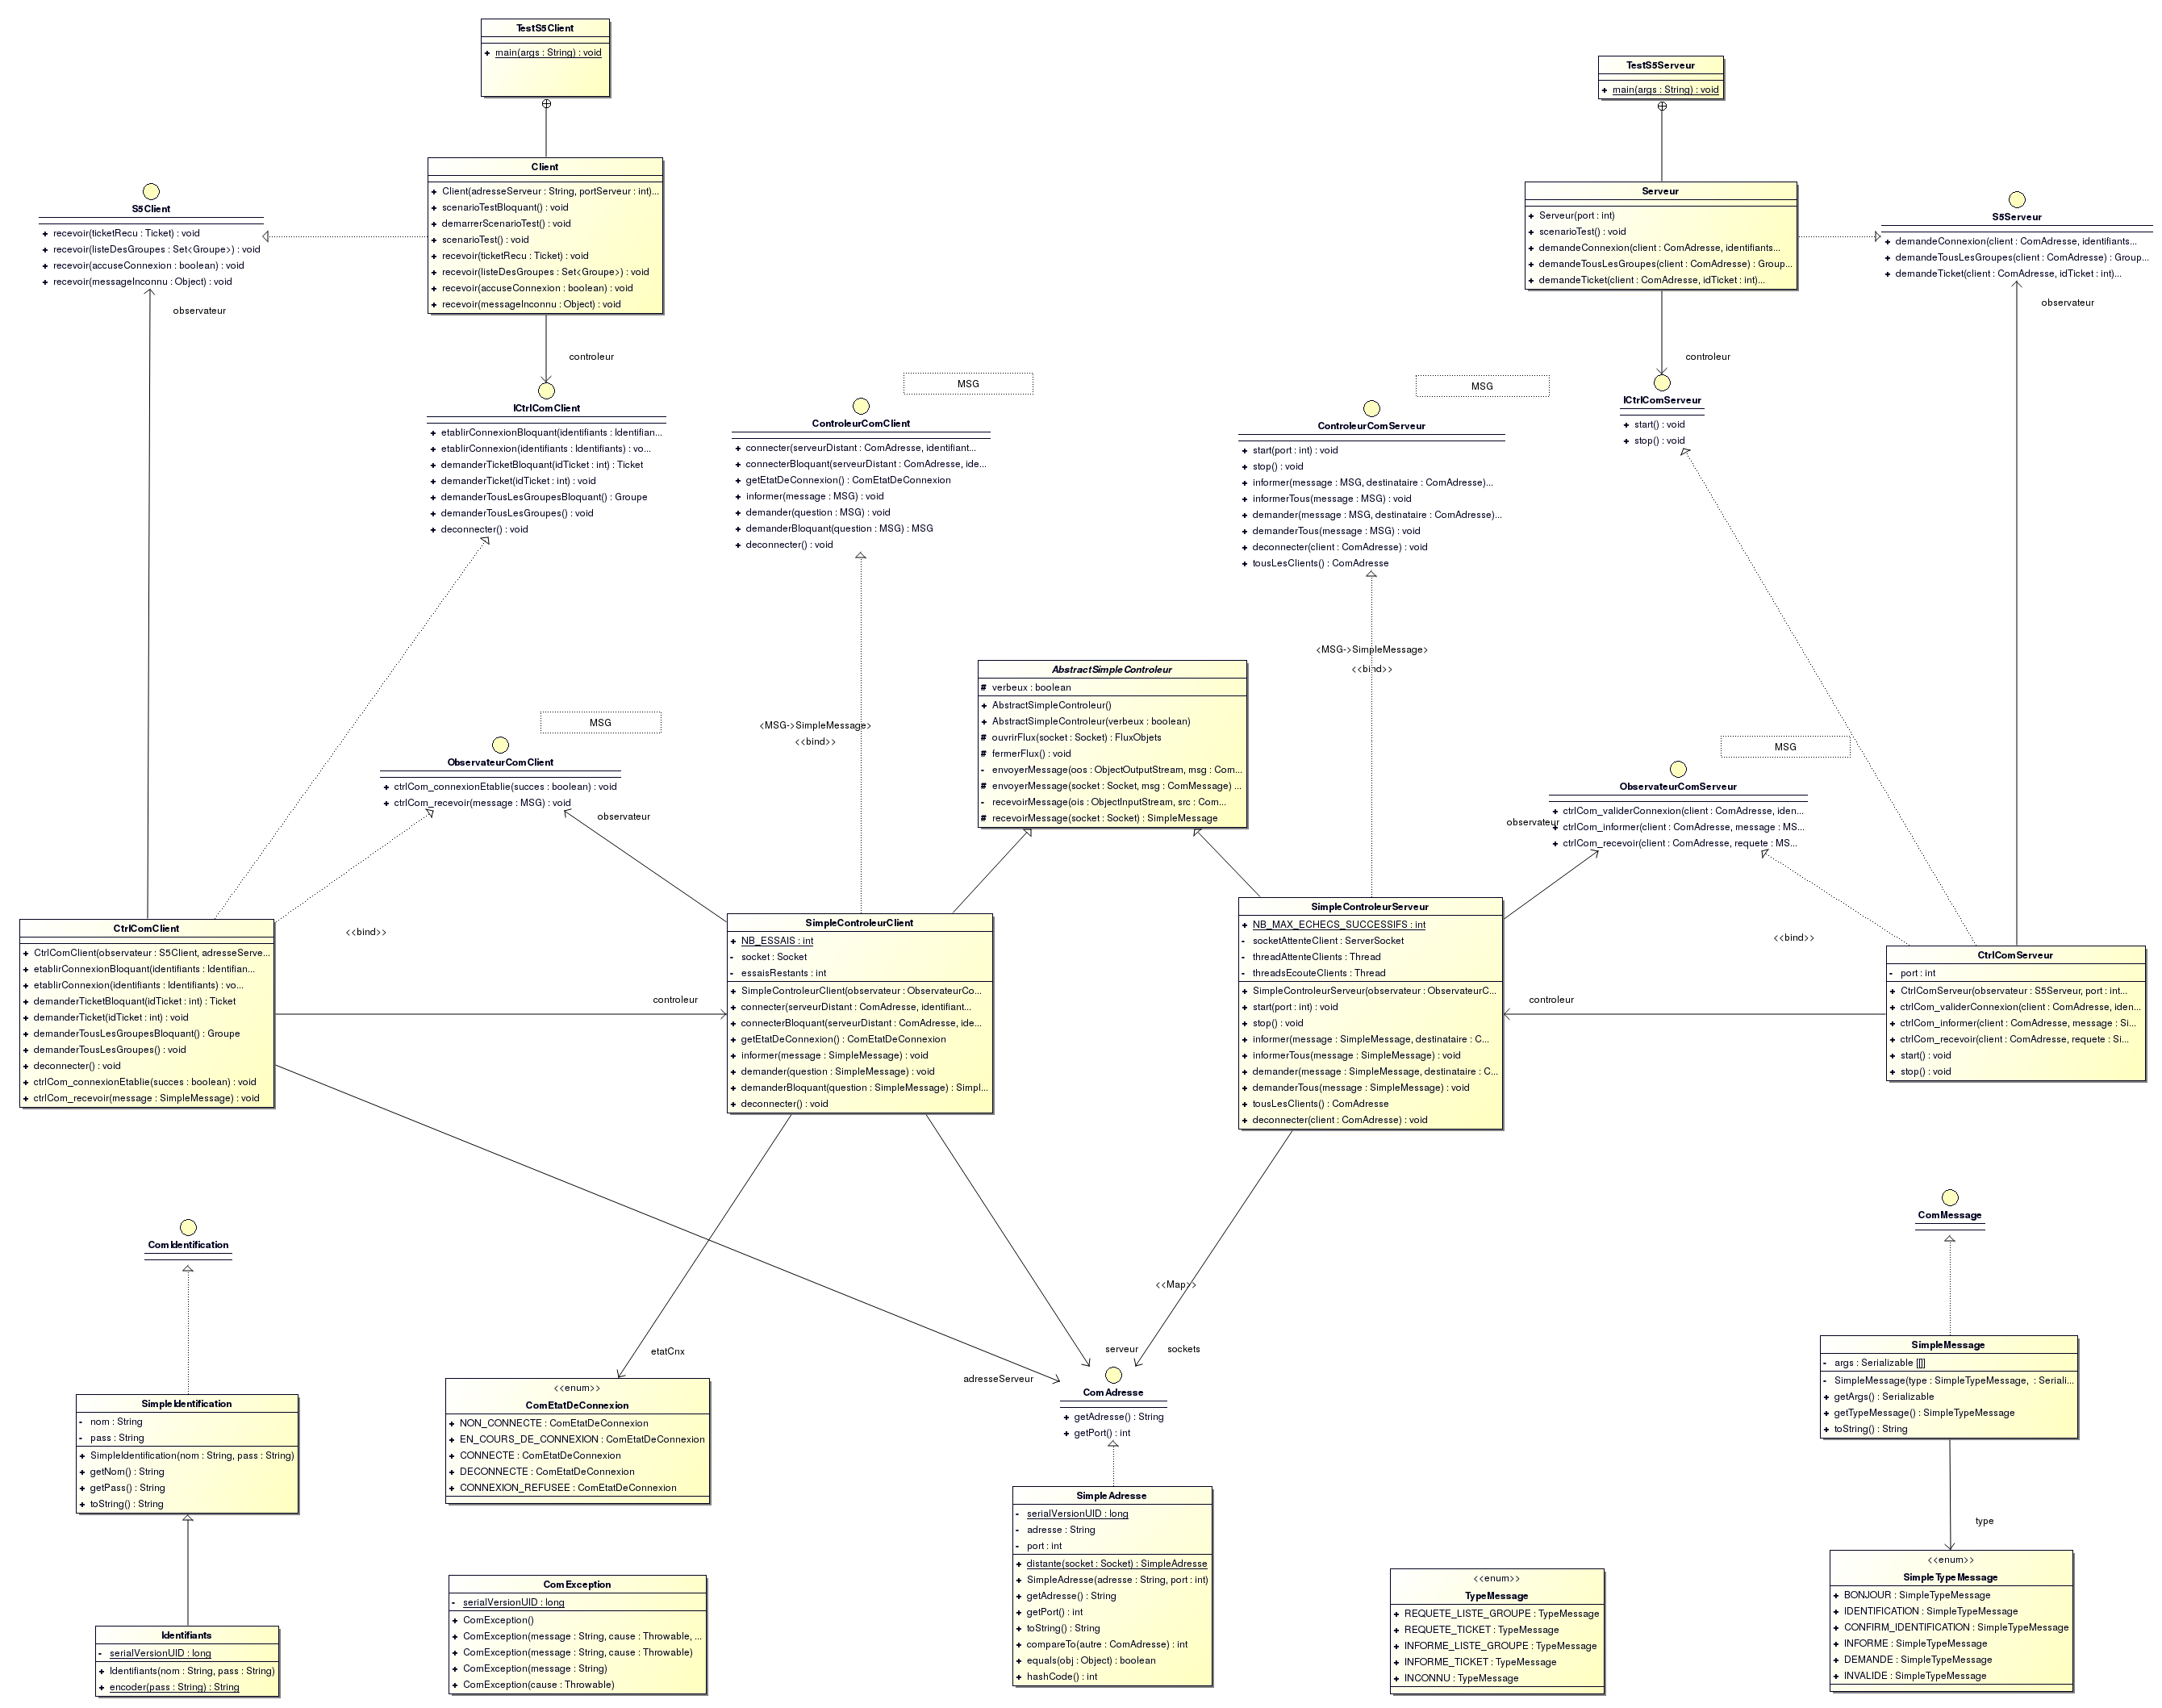 TestS5Client
+ main(args : String) : void
TestS5Serveur
+ main(args : String) : void
Client
+ Client(adresseServeur : String, portServeur : int)...
+ scenarioTestBloquant() : void
+ demarrerScenarioTest() : void
+ scenarioTest() : void
+ recevoir(ticketRecu : Ticket) : void
+ recevoir(listeDesGroupes : Set<Groupe>) : void
+ recevoir(accuseConnexion : boolean) : void
+ recevoir(messageInconnu : Object) : void
S5Client
+ recevoir(ticketRecu : Ticket) : void
+ recevoir(listeDesGroupes : Set<Groupe>) : void
+ recevoir(accuseConnexion : boolean) : void
+ recevoir(messageInconnu : Object) : void
observateur
Serveur
+ Serveur(port : int)
+ scenarioTest() : void
+ demandeConnexion(client : ComAdresse, identifiants...
+ demandeTousLesGroupes(client : ComAdresse) : Group...
+ demandeTicket(client : ComAdresse, idTicket : int)...
S5Serveur
+ demandeConnexion(client : ComAdresse, identifiants...
+ demandeTousLesGroupes(client : ComAdresse) : Group...
+ demandeTicket(client : ComAdresse, idTicket : int)...
observateur
controleur
controleur
ICtrlComClient
+ etablirConnexionBloquant(identifiants : Identifian...
+ etablirConnexion(identifiants : Identifiants) : vo...
+ demanderTicketBloquant(idTicket : int) : Ticket
+ demanderTicket(idTicket : int) : void
+ demanderTousLesGroupesBloquant() : Groupe
+ demanderTousLesGroupes() : void
+ deconnecter() : void
MSG
ControleurComClient
+ connecter(serveurDistant : ComAdresse, identifiant...
+ connecterBloquant(serveurDistant : ComAdresse, ide...
+ getEtatDeConnexion() : ComEtatDeConnexion
+ informer(message : MSG) : void
+ demander(question : MSG) : void
+ demanderBloquant(question : MSG) : MSG
+ deconnecter() : void
MSG
ControleurComServeur
+ start(port : int) : void
+ stop() : void
+ informer(message : MSG, destinataire : ComAdresse)...
+ informerTous(message : MSG) : void
+ demander(message : MSG, destinataire : ComAdresse)...
+ demanderTous(message : MSG) : void
+ deconnecter(client : ComAdresse) : void
+ tousLesClients() : ComAdresse
ICtrlComServeur
+ start() : void
+ stop() : void
<MSG->SimpleMessage>
<<bind>>
<MSG->SimpleMessage>
<<bind>>
AbstractSimpleControleur
# verbeux : boolean
+ AbstractSimpleControleur()
+ AbstractSimpleControleur(verbeux : boolean)
# ouvrirFlux(socket : Socket) : FluxObjets
# fermerFlux() : void
- envoyerMessage(oos : ObjectOutputStream, msg : Com...
# envoyerMessage(socket : Socket, msg : ComMessage) ...
- recevoirMessage(ois : ObjectInputStream, src : Com...
# recevoirMessage(socket : Socket) : SimpleMessage
MSG
ObservateurComClient
+ ctrlCom_connexionEtablie(succes : boolean) : void
+ ctrlCom_recevoir(message : MSG) : void
observateur
MSG
ObservateurComServeur
+ ctrlCom_validerConnexion(client : ComAdresse, iden...
+ ctrlCom_informer(client : ComAdresse, message : MS...
+ ctrlCom_recevoir(client : ComAdresse, requete : MS...
observateur
<<bind>>
<<bind>>
CtrlComClient
+ CtrlComClient(observateur : S5Client, adresseServe...
+ etablirConnexionBloquant(identifiants : Identifian...
+ etablirConnexion(identifiants : Identifiants) : vo...
+ demanderTicketBloquant(idTicket : int) : Ticket
+ demanderTicket(idTicket : int) : void
+ demanderTousLesGroupesBloquant() : Groupe
+ demanderTousLesGroupes() : void
+ deconnecter() : void
+ ctrlCom_connexionEtablie(succes : boolean) : void
+ ctrlCom_recevoir(message : SimpleMessage) : void
controleur
SimpleControleurClient
+ NB_ESSAIS : int
- socket : Socket
- essaisRestants : int
+ SimpleControleurClient(observateur : ObservateurCo...
+ connecter(serveurDistant : ComAdresse, identifiant...
+ connecterBloquant(serveurDistant : ComAdresse, ide...
+ getEtatDeConnexion() : ComEtatDeConnexion
+ informer(message : SimpleMessage) : void
+ demander(question : SimpleMessage) : void
+ demanderBloquant(question : SimpleMessage) : Simpl...
+ deconnecter() : void
SimpleControleurServeur
+ NB_MAX_ECHECS_SUCCESSIFS : int
- socketAttenteClient : ServerSocket
- threadAttenteClients : Thread
- threadsEcouteClients : Thread
+ SimpleControleurServeur(observateur : ObservateurC...
+ start(port : int) : void
+ stop() : void
+ informer(message : SimpleMessage, destinataire : C...
+ informerTous(message : SimpleMessage) : void
+ demander(message : SimpleMessage, destinataire : C...
+ demanderTous(message : SimpleMessage) : void
+ tousLesClients() : ComAdresse
+ deconnecter(client : ComAdresse) : void
controleur
CtrlComServeur
- port : int
+ CtrlComServeur(observateur : S5Serveur, port : int...
+ ctrlCom_validerConnexion(client : ComAdresse, iden...
+ ctrlCom_informer(client : ComAdresse, message : Si...
+ ctrlCom_recevoir(client : ComAdresse, requete : Si...
+ start() : void
+ stop() : void
ComIdentification
ComMessage
<<Map>>
etatCnx
serveur
sockets
adresseServeur
SimpleIdentification
- nom : String
- pass : String
+ SimpleIdentification(nom : String, pass : String)
+ getNom() : String
+ getPass() : String
+ toString() : String
<<enum>>
ComEtatDeConnexion
+ NON_CONNECTE : ComEtatDeConnexion
+ EN_COURS_DE_CONNEXION : ComEtatDeConnexion
+ CONNECTE : ComEtatDeConnexion
+ DECONNECTE : ComEtatDeConnexion
+ CONNEXION_REFUSEE : ComEtatDeConnexion
ComAdresse
+ getAdresse() : String
+ getPort() : int
SimpleMessage
- args : Serializable [[]]
- SimpleMessage(type : SimpleTypeMessage,  : Seriali...
+ getArgs() : Serializable
+ getTypeMessage() : SimpleTypeMessage
+ toString() : String
type
SimpleAdresse
- serialVersionUID : long
- adresse : String
- port : int
+ distante(socket : Socket) : SimpleAdresse
+ SimpleAdresse(adresse : String, port : int)
+ getAdresse() : String
+ getPort() : int
+ toString() : String
+ compareTo(autre : ComAdresse) : int
+ equals(obj : Object) : boolean
+ hashCode() : int
Identifiants
- serialVersionUID : long
+ Identifiants(nom : String, pass : String)
+ encoder(pass : String) : String
ComException
- serialVersionUID : long
+ ComException()
+ ComException(message : String, cause : Throwable, ...
+ ComException(message : String, cause : Throwable)
+ ComException(message : String)
+ ComException(cause : Throwable)
<<enum>>
TypeMessage
+ REQUETE_LISTE_GROUPE : TypeMessage
+ REQUETE_TICKET : TypeMessage
+ INFORME_LISTE_GROUPE : TypeMessage
+ INFORME_TICKET : TypeMessage
+ INCONNU : TypeMessage
<<enum>>
SimpleTypeMessage
+ BONJOUR : SimpleTypeMessage
+ IDENTIFICATION : SimpleTypeMessage
+ CONFIRM_IDENTIFICATION : SimpleTypeMessage
+ INFORME : SimpleTypeMessage
+ DEMANDE : SimpleTypeMessage
+ INVALIDE : SimpleTypeMessage